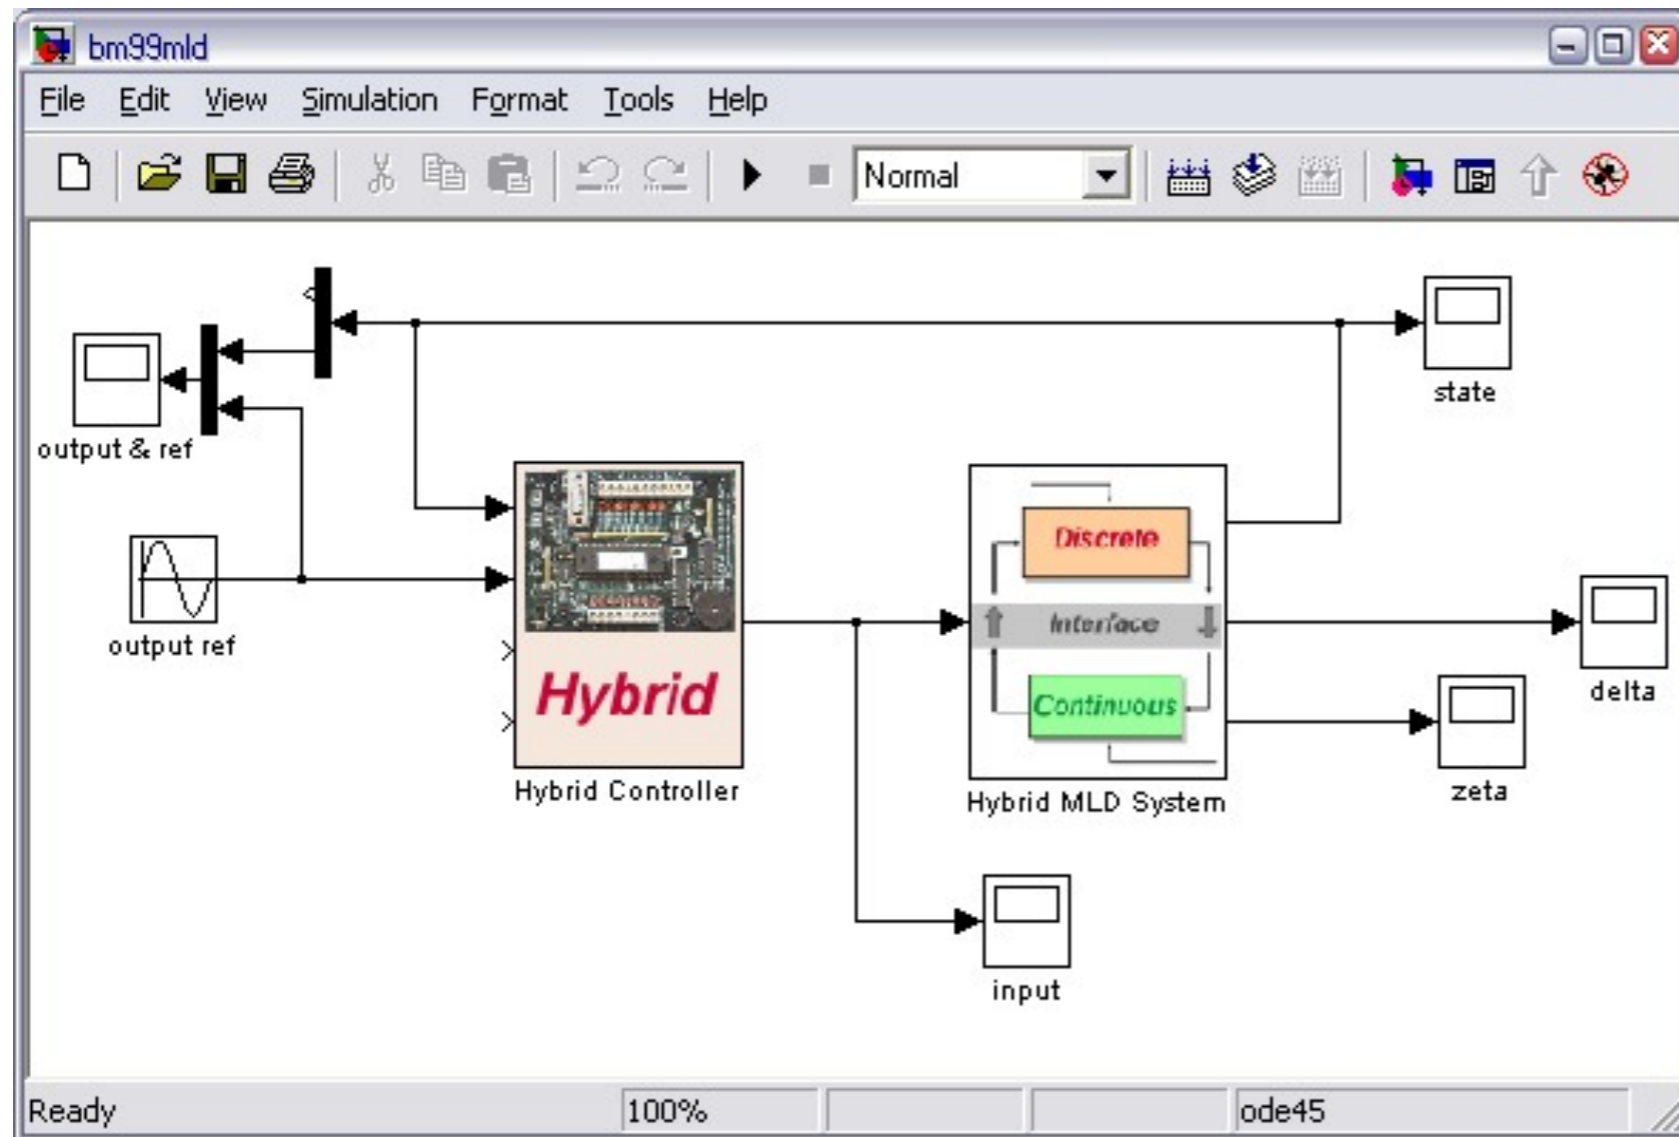 bm99mld
File Edit View Simulation Format Tools Help
Normal
state
output & ref
output ref
Discrete
Interface
Continuous
delta
Hybrid
Hybrid Controller
Hybrid MLD System
zeta
input
Ready 100% ode45